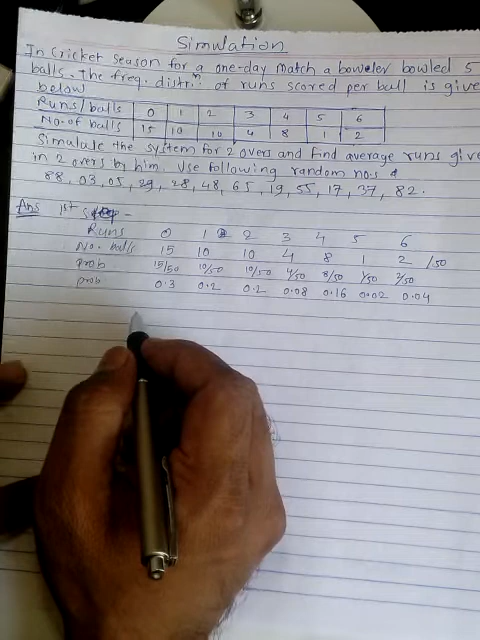 Simulation
In Cricket season for a one-day match a boweler bowled 5
balls. The freq. distriⁿ of runs scored per ball is give
below
Runs/balls 0 1 2 3 4 5 6
No-of balls 15 10 10 4 8 1 2
Simulate the system for 2 overs and find average runs give
in 2 overs by him. Use following random nos
88, 03, 05, 29, 28, 48, 65, 19, 55, 17, 37, 82.
Ans 1st
Runs 0 1 2 3 4 5 6
No. balls 15 10 10 4 8 1 2 /50
prob 15/50 10/50 10/50 4/50 8/50 1/50 2/50
prob 0.3 0.2 0.2 0.08 0.16 0.02 0.04